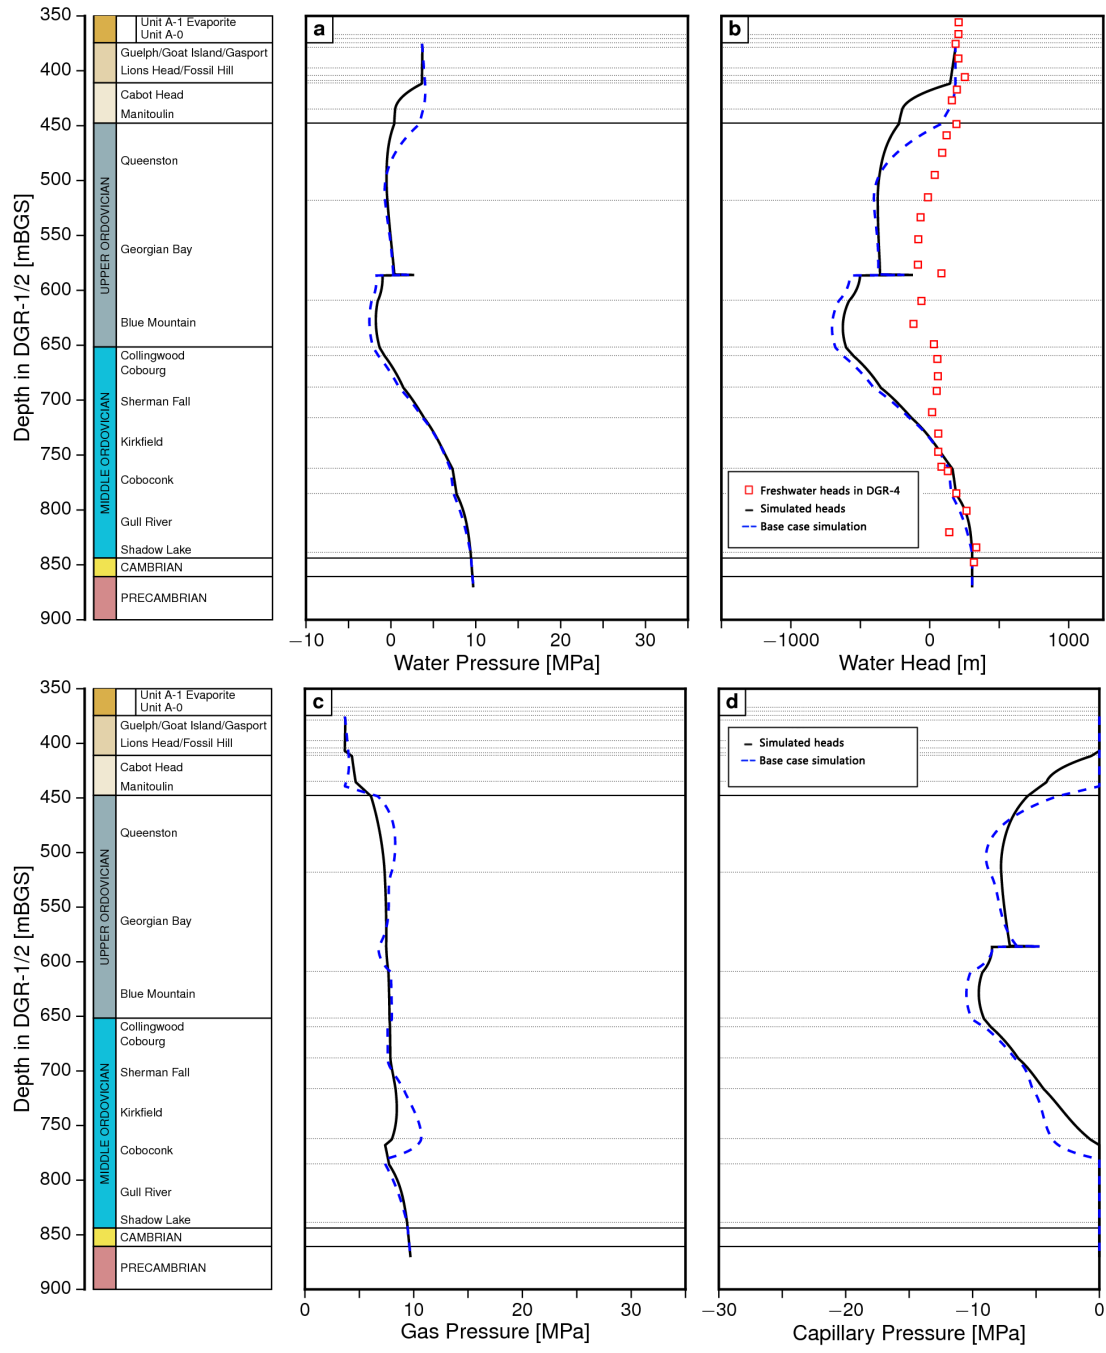 350
400
450
500
550
600
650
700
750
800
850
900
Depth in DGR-1/2 [mBGS]
Unit A-1 Evaporite
Unit A-0
Guelph/Goat Island/Gasport
Lions Head/Fossil Hill
Cabot Head
Manitoulin
UPPER ORDOVICIAN
Queenston
Georgian Bay
Blue Mountain
MIDDLE ORDOVICIAN
Collingwood
Cobourg
Sherman Fall
Kirkfield
Coboconk
Gull River
Shadow Lake
CAMBRIAN
PRECAMBRIAN
a
−10 0 10 20 30
Water Pressure [MPa]
b
Freshwater heads in DGR-4
Simulated heads
Base case simulation
−1000 0 1000
Water Head [m]
350
400
450
500
550
600
650
700
750
800
850
900
Depth in DGR-1/2 [mBGS]
Unit A-1 Evaporite
Unit A-0
Guelph/Goat Island/Gasport
Lions Head/Fossil Hill
Cabot Head
Manitoulin
UPPER ORDOVICIAN
Queenston
Georgian Bay
Blue Mountain
MIDDLE ORDOVICIAN
Collingwood
Cobourg
Sherman Fall
Kirkfield
Coboconk
Gull River
Shadow Lake
CAMBRIAN
PRECAMBRIAN
c
0 10 20 30
Gas Pressure [MPa]
d
Simulated heads
Base case simulation
−30 −20 −10 0
Capillary Pressure [MPa]